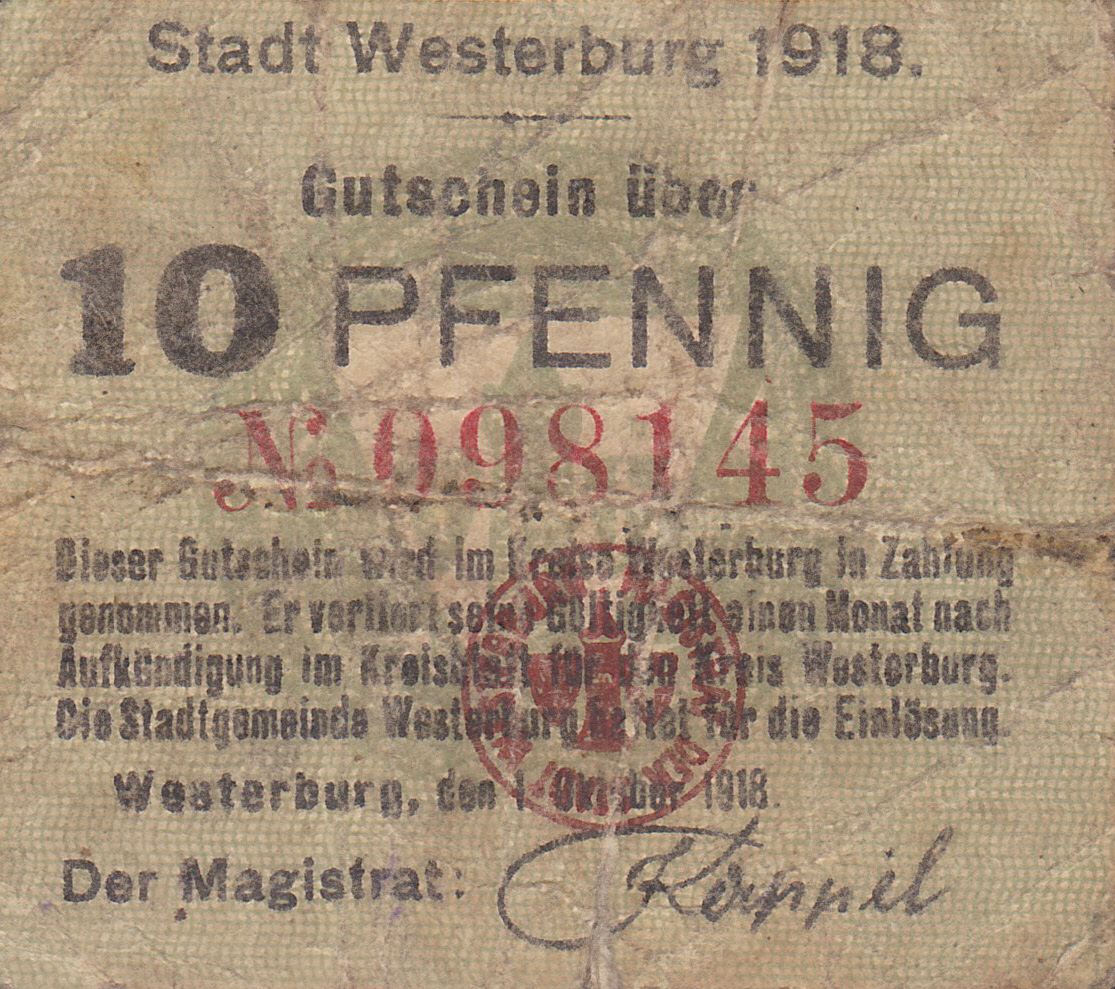 Stadt Westerburg 1918.
Gutschein über
10 PFENNIG
№ 098145
Dieser Gutschein wird im Kreise Westerburg in Zahlung
genommen. Er verliert seine Gültigkeit einen Monat nach
Aufkündigung im Kreisblatt für den Kreis Westerburg.
Die Stadtgemeinde Westerburg haftet für die Einlösung.
Westerburg, den 1. Oktober 1918.
Der Magistrat: Kappel